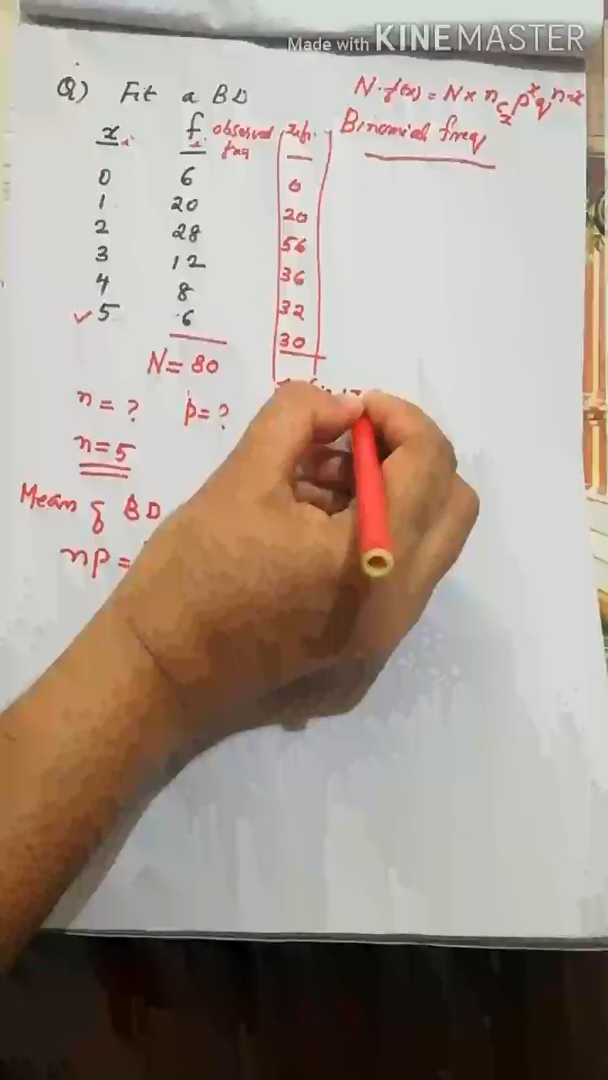 Made with KINEMASTER
Q) Fit a BD
N·f(x) = N × nCx p^x q^n-x
x f observed freq xifi Binomial freq
0 6 0
1 20 20
2 28 56
3 12 36
4 8 32
5 6 30
N = 80
n = ? p = ?
n = 5
Mean of BD
np =